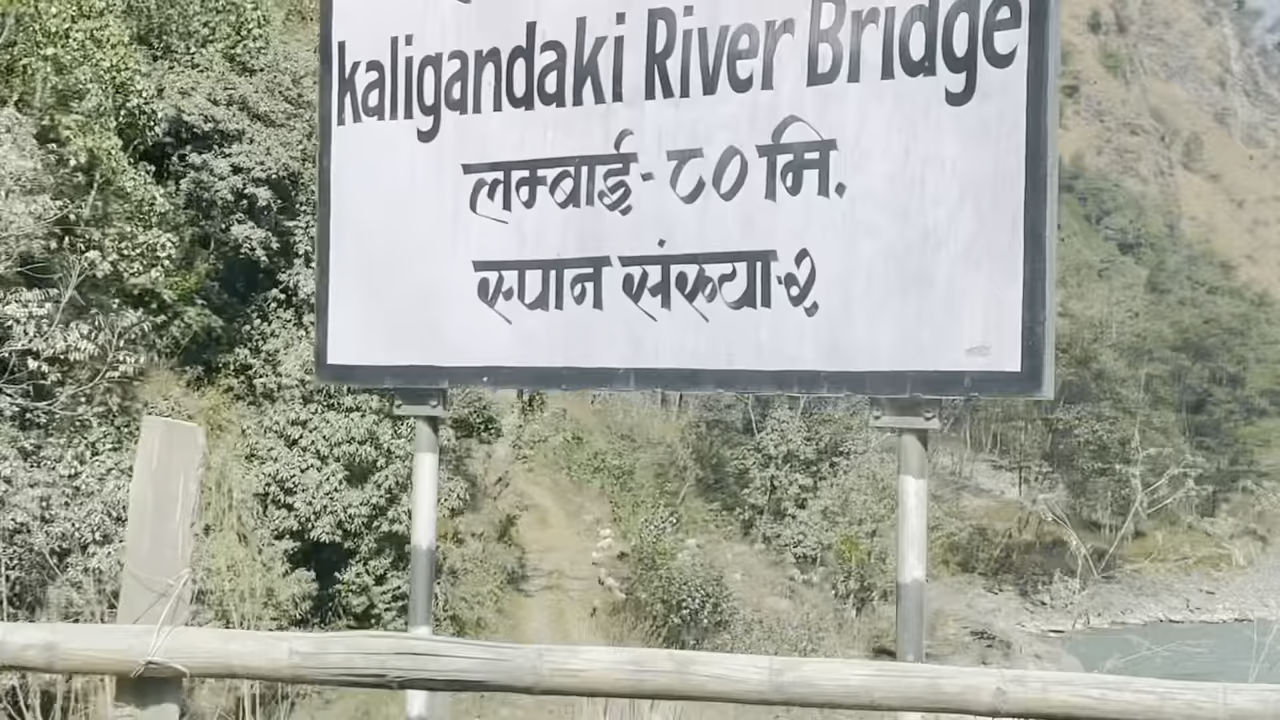 kaligandaki River Bridge
लम्बाई- ८० मि.
स्पान संख्या-२